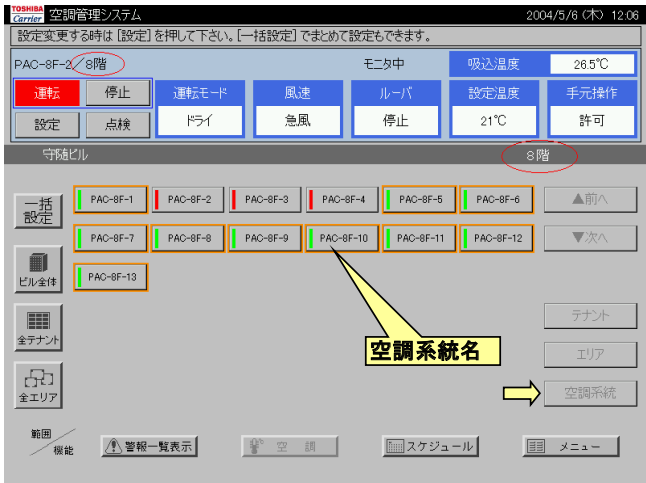 TOSHIBA
Carrier 空調管理システム 2004/5/6 (木) 12:06
設定変更する時は [設定] を押して下さい。[一括設定] でまとめて設定もできます。
PAC-8F-2/8階 モニタ中 吸込温度 26.5℃
運転 停止 運転モード 風速 ルーバ 設定温度 手元操作
設定 点検 ドライ 急風 停止 21℃ 許可
守随ビル 8階
一括
設定
PAC-8F-1 PAC-8F-2 PAC-8F-3 PAC-8F-4 PAC-8F-5 PAC-8F-6 ▲前へ
PAC-8F-7 PAC-8F-8 PAC-8F-9 PAC-8F-10 PAC-8F-11 PAC-8F-12 ▼次へ
ビル全体 PAC-8F-13
全テナント テナント
空調系統名 エリア
全エリア 空調系統
範囲
機能 警報一覧表示 空調 スケジュール メニュー